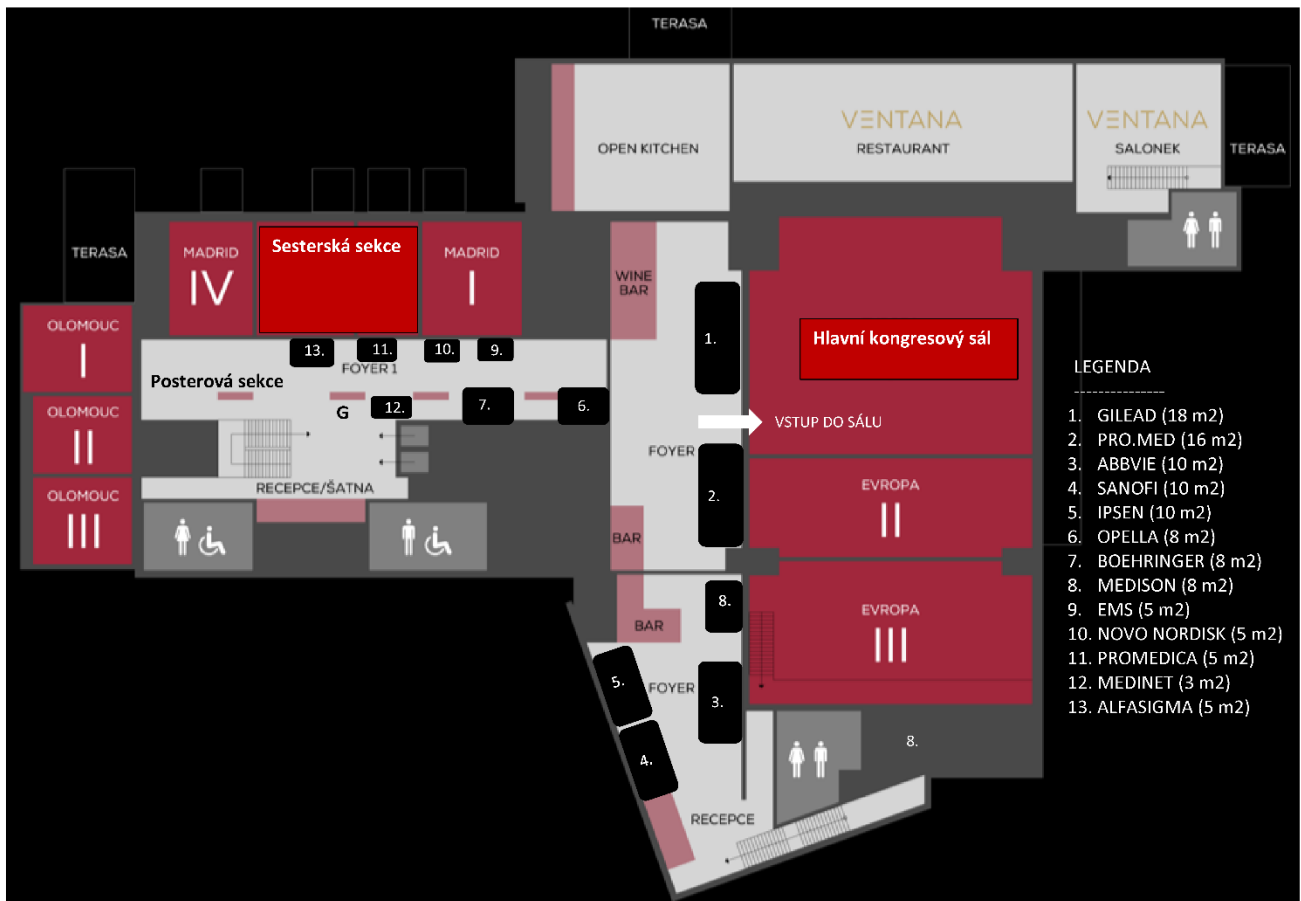 TERASA
OPEN KITCHEN
VENTANA
RESTAURANT
VENTANA
SALONEK
TERASA
TERASA
MADRID
IV
Sesterská sekce
MADRID
I
WINE
BAR
OLOMOUC
I
13.
11.
10.
9.
FOYER 1
Posterová sekce
G
12.
7.
6.
1.
Hlavní kongresový sál
VSTUP DO SÁLU
FOYER
OLOMOUC
II
RECEPCE/ŠATNA
OLOMOUC
III
2.
EVROPA
II
BAR
8.
BAR
EVROPA
III
5.
FOYER
3.
4.
8.
RECEPCE
LEGENDA
--------------
1. GILEAD (18 m2)
2. PRO.MED (16 m2)
3. ABBVIE (10 m2)
4. SANOFI (10 m2)
5. IPSEN (10 m2)
6. OPELLA (8 m2)
7. BOEHRINGER (8 m2)
8. MEDISON (8 m2)
9. EMS (5 m2)
10. NOVO NORDISK (5 m2)
11. PROMEDICA (5 m2)
12. MEDINET (3 m2)
13. ALFASIGMA (5 m2)